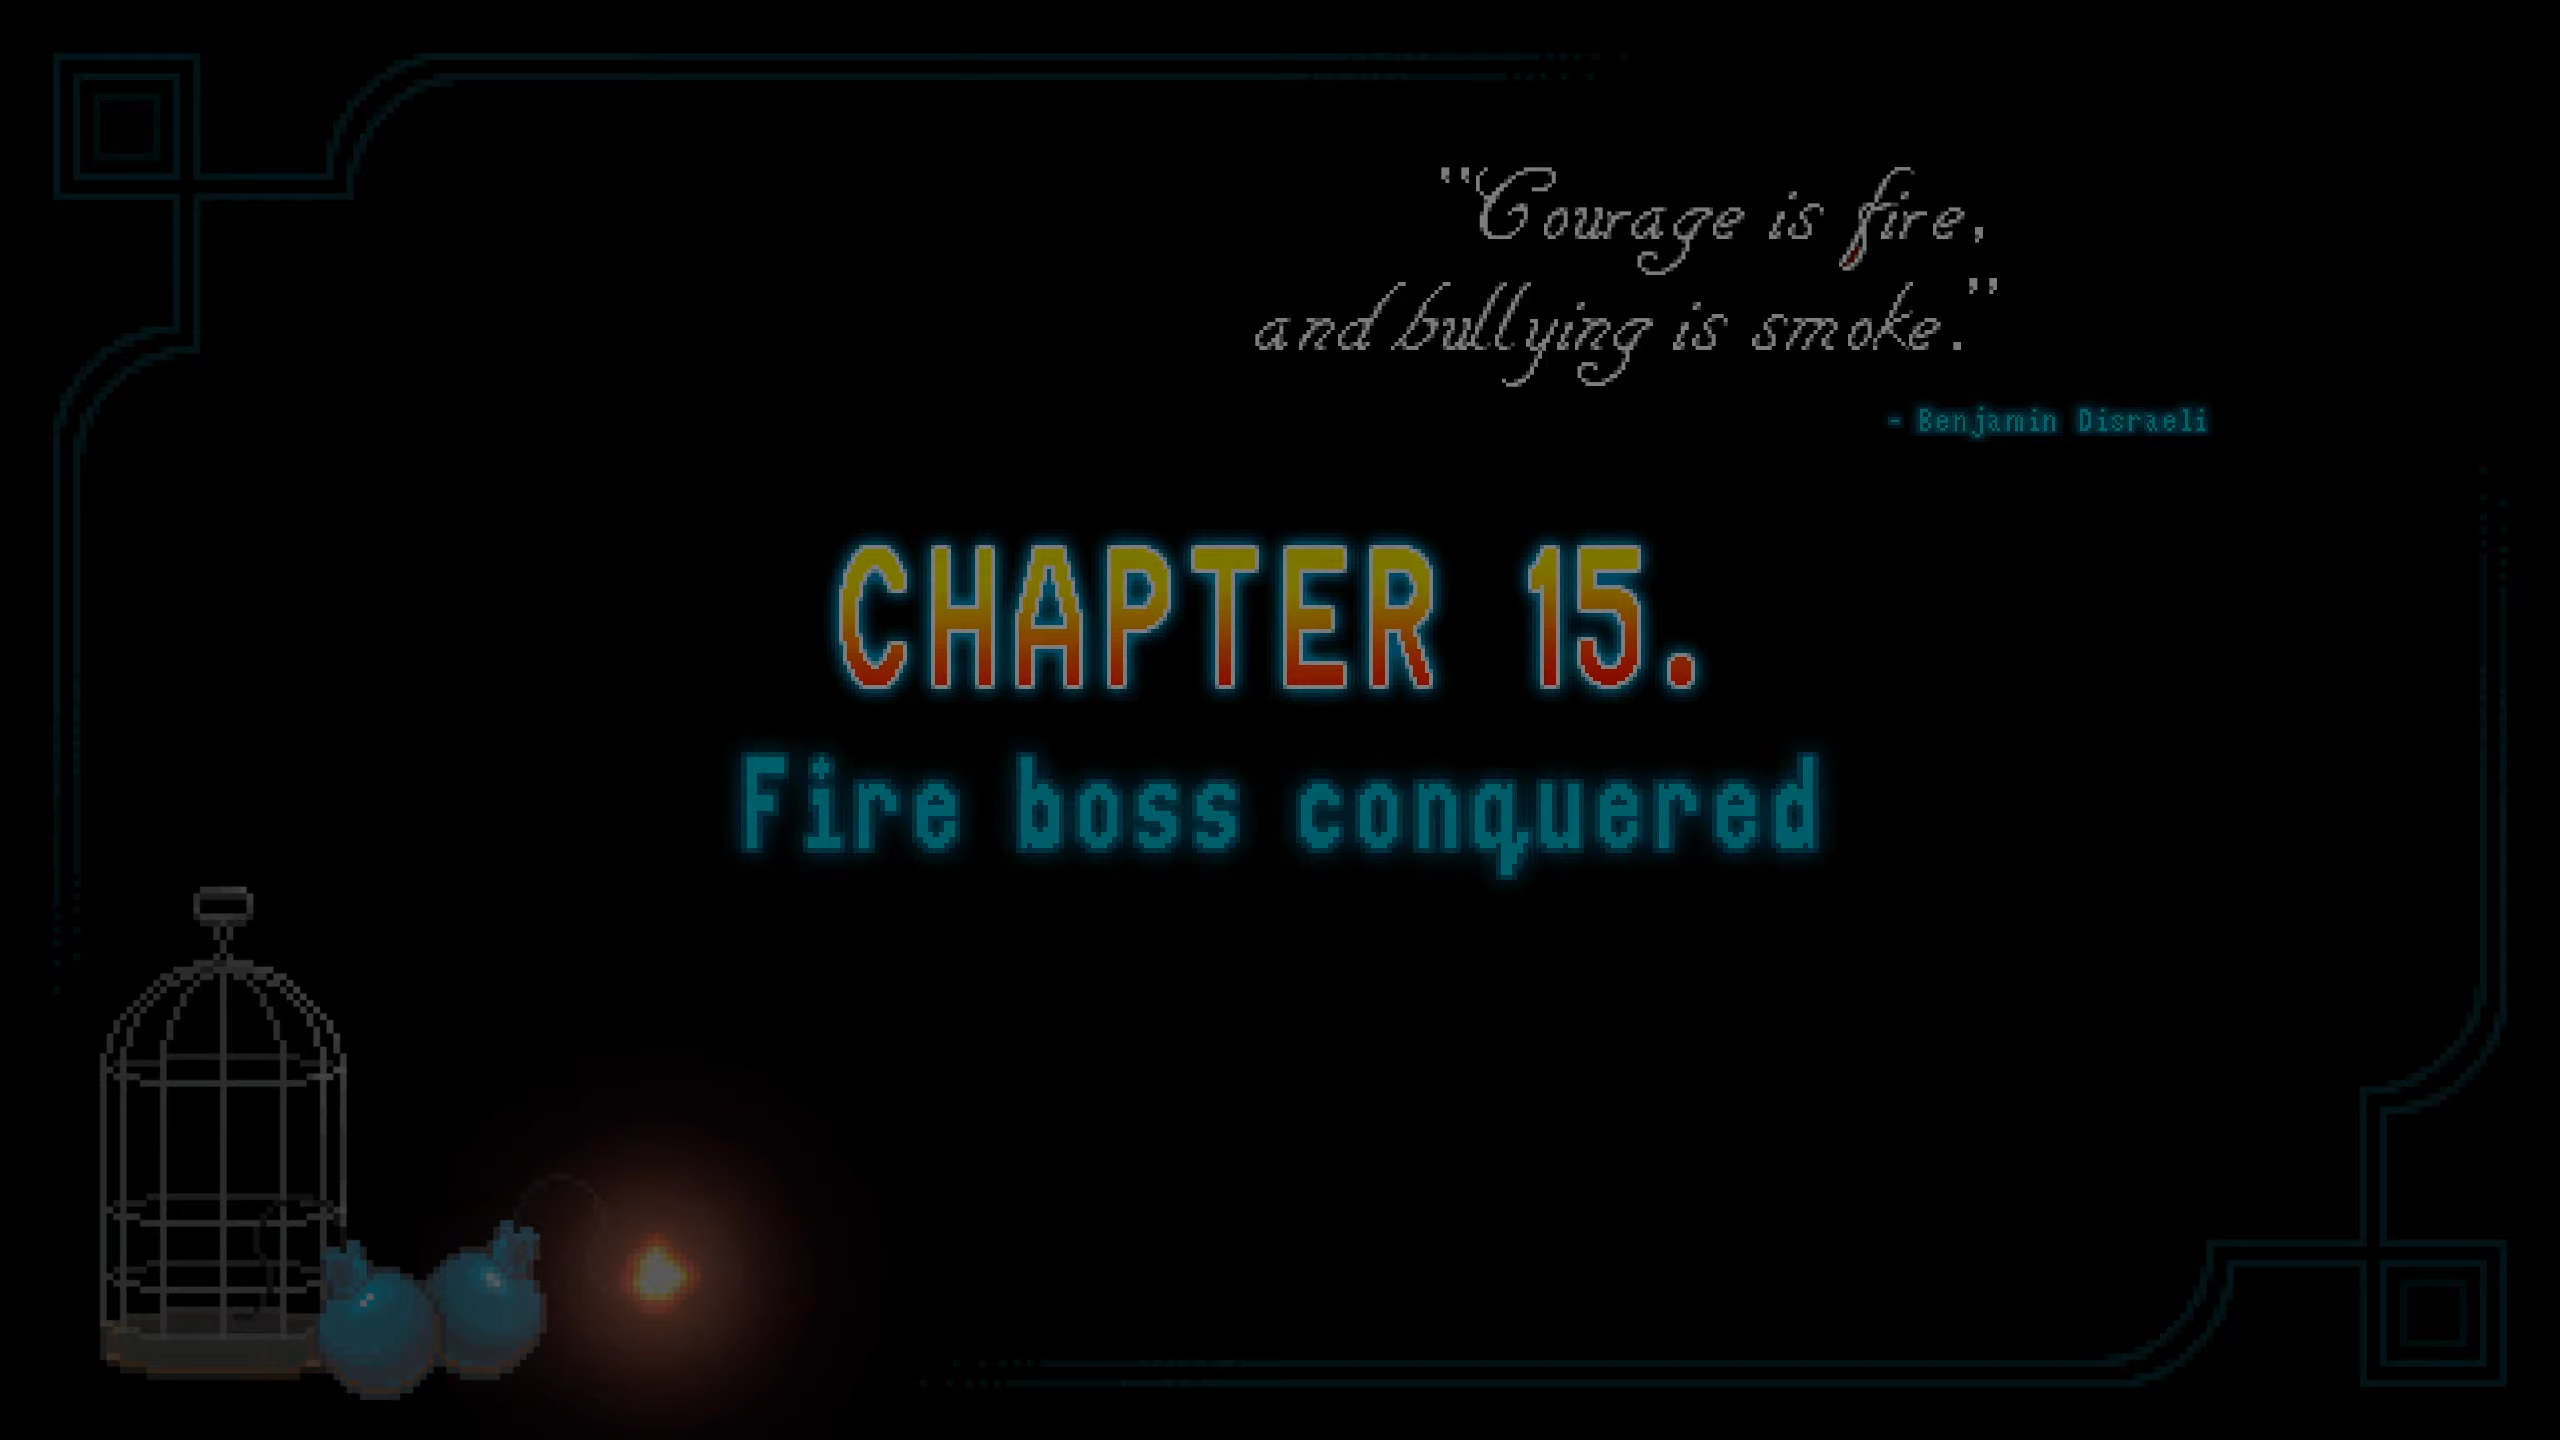 "Courage is fire,
and bullying is smoke."
- Benjamin Disraeli
CHAPTER 15.
Fire boss conquered